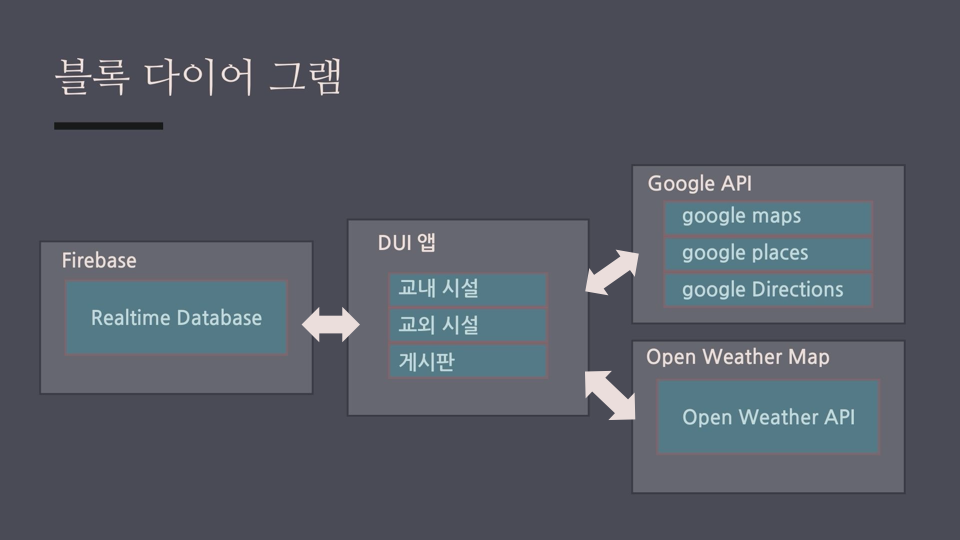 블록 다이어 그램
Firebase
Realtime Database
DUI 앱
교내 시설
교외 시설
게시판
Google API
google maps
google places
google Directions
Open Weather Map
Open Weather API